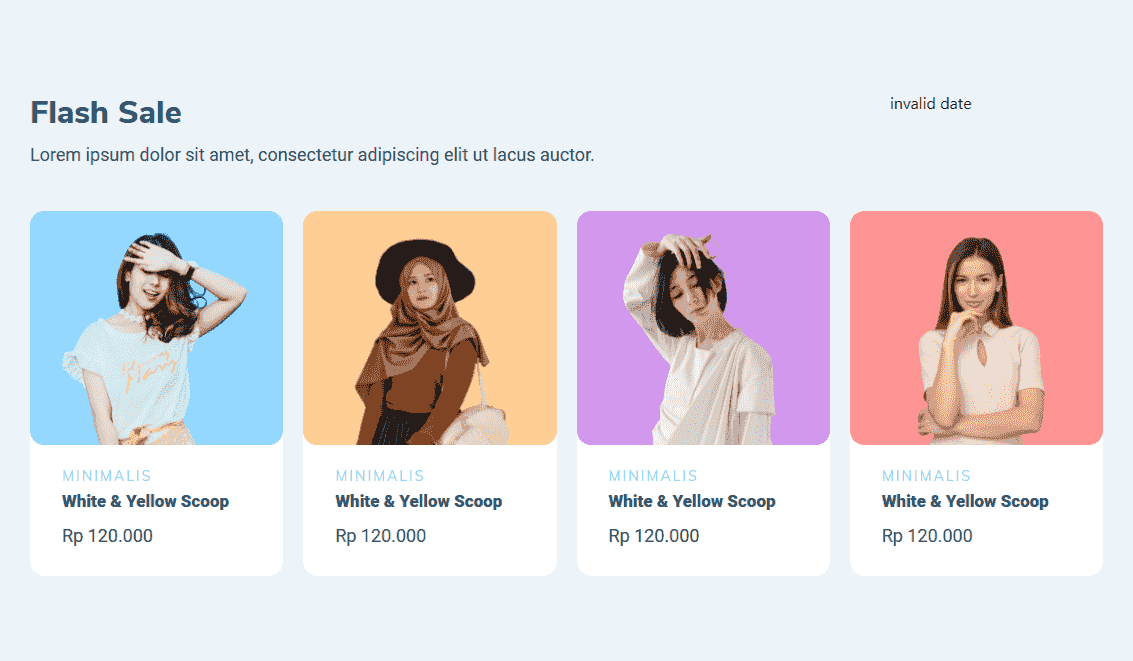 Flash Sale
invalid date
Lorem ipsum dolor sit amet, consectetur adipiscing elit ut lacus auctor.
MINIMALIS
White & Yellow Scoop
Rp 120.000
MINIMALIS
White & Yellow Scoop
Rp 120.000
MINIMALIS
White & Yellow Scoop
Rp 120.000
MINIMALIS
White & Yellow Scoop
Rp 120.000